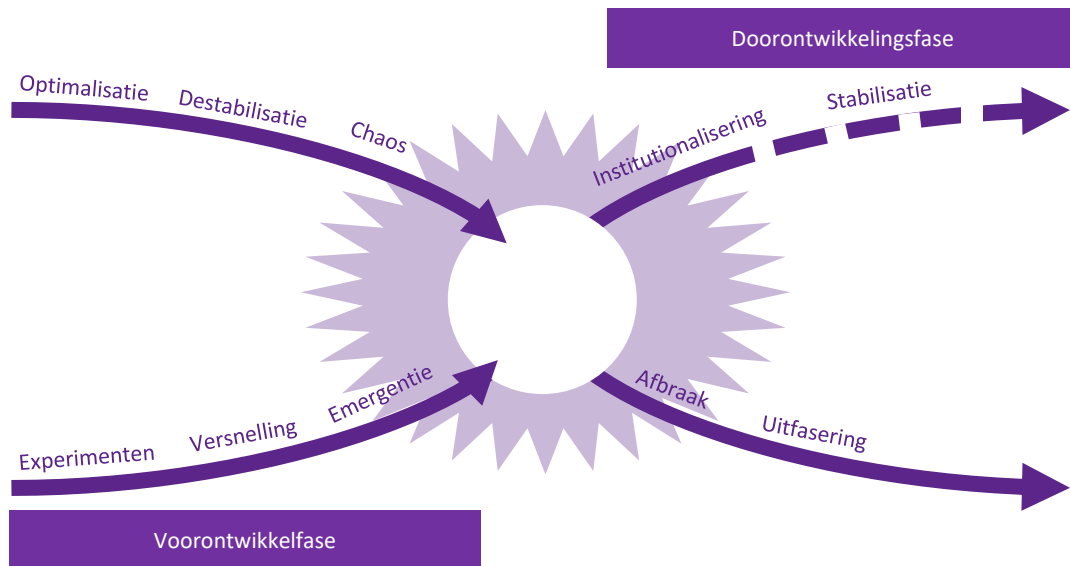 Doorontwikkelingsfase
Optimalisatie
Destabilisatie
Chaos
Institutionalisering
Stabilisatie
Experimenten
Versnelling
Emergentie
Afbraak
Uitfasering
Voorontwikkelfase